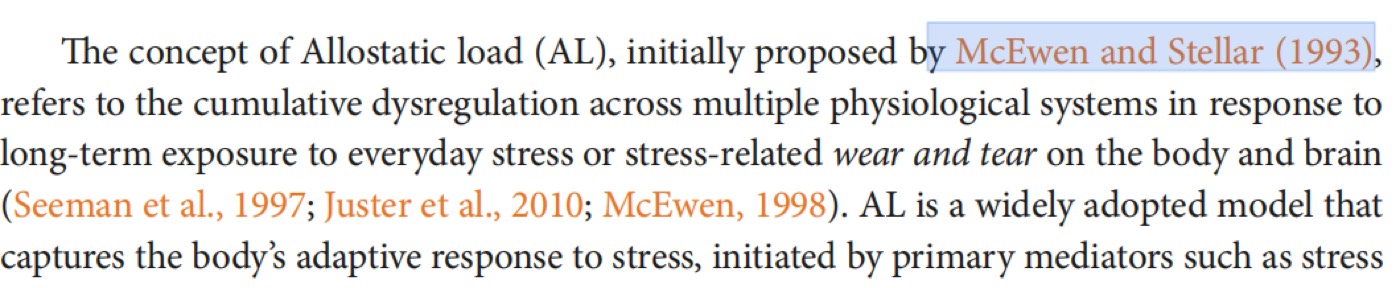 The concept of Allostatic load (AL), initially proposed by McEwen and Stellar (1993),
refers to the cumulative dysregulation across multiple physiological systems in response to
long-term exposure to everyday stress or stress-related wear and tear on the body and brain
(Seeman et al., 1997; Juster et al., 2010; McEwen, 1998). AL is a widely adopted model that
captures the body’s adaptive response to stress, initiated by primary mediators such as stress